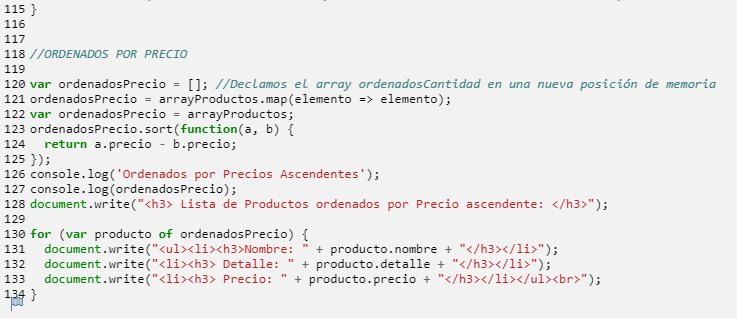 115 }
116
117
118 //ORDENADOS POR PRECIO
119
120 var ordenadosPrecio = []; //Declamos el array ordenadosCantidad en una nueva posición de memoria
121 ordenadosPrecio = arrayProductos.map(elemento => elemento);
122 var ordenadosPrecio = arrayProductos;
123 ordenadosPrecio.sort(function(a, b) {
124   return a.precio - b.precio;
125 });
126 console.log('Ordenados por Precios Ascendentes');
127 console.log(ordenadosPrecio);
128 document.write("<h3> Lista de Productos ordenados por Precio ascendente: </h3>");
129
130 for (var producto of ordenadosPrecio) {
131   document.write("<ul><li><h3>Nombre: " + producto.nombre + "</h3></li>");
132   document.write("<li><h3> Detalle: " + producto.detalle + "</h3></li>");
133   document.write("<li><h3> Precio: " + producto.precio + "</h3></li></ul><br>");
134 }